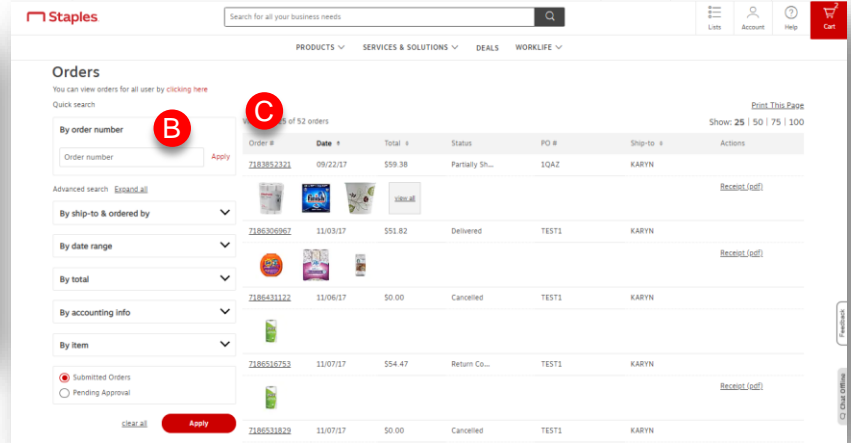 Staples
Search for all your business needs
Lists
Account
Help
2
Cart
PRODUCTS
SERVICES & SOLUTIONS
DEALS
WORKLIFE
Orders
You can view orders for all user by clicking here
Quick search
B
By order number
Order number
Apply
Advanced search Expand all
By ship-to & ordered by
By date range
By total
By accounting info
By item
Submitted Orders
Pending Approval
clear all
Apply
C
of 52 orders
Print This Page
Show: 25 | 50 | 75 | 100
Order # Date Total Status PO # Ship-to Actions
7183852321 09/22/17 $59.38 Partially Sh... 1QAZ KARYN
view all
Receipt (pdf)
7186306967 11/03/17 $51.82 Delivered TEST1 KARYN
Receipt (pdf)
7186431122 11/06/17 $0.00 Cancelled TEST1 KARYN
7186516753 11/07/17 $54.47 Return Co... TEST1 KARYN
Receipt (pdf)
7186531829 11/07/17 $0.00 Cancelled TEST1 KARYN
Feedback
Chat Offline